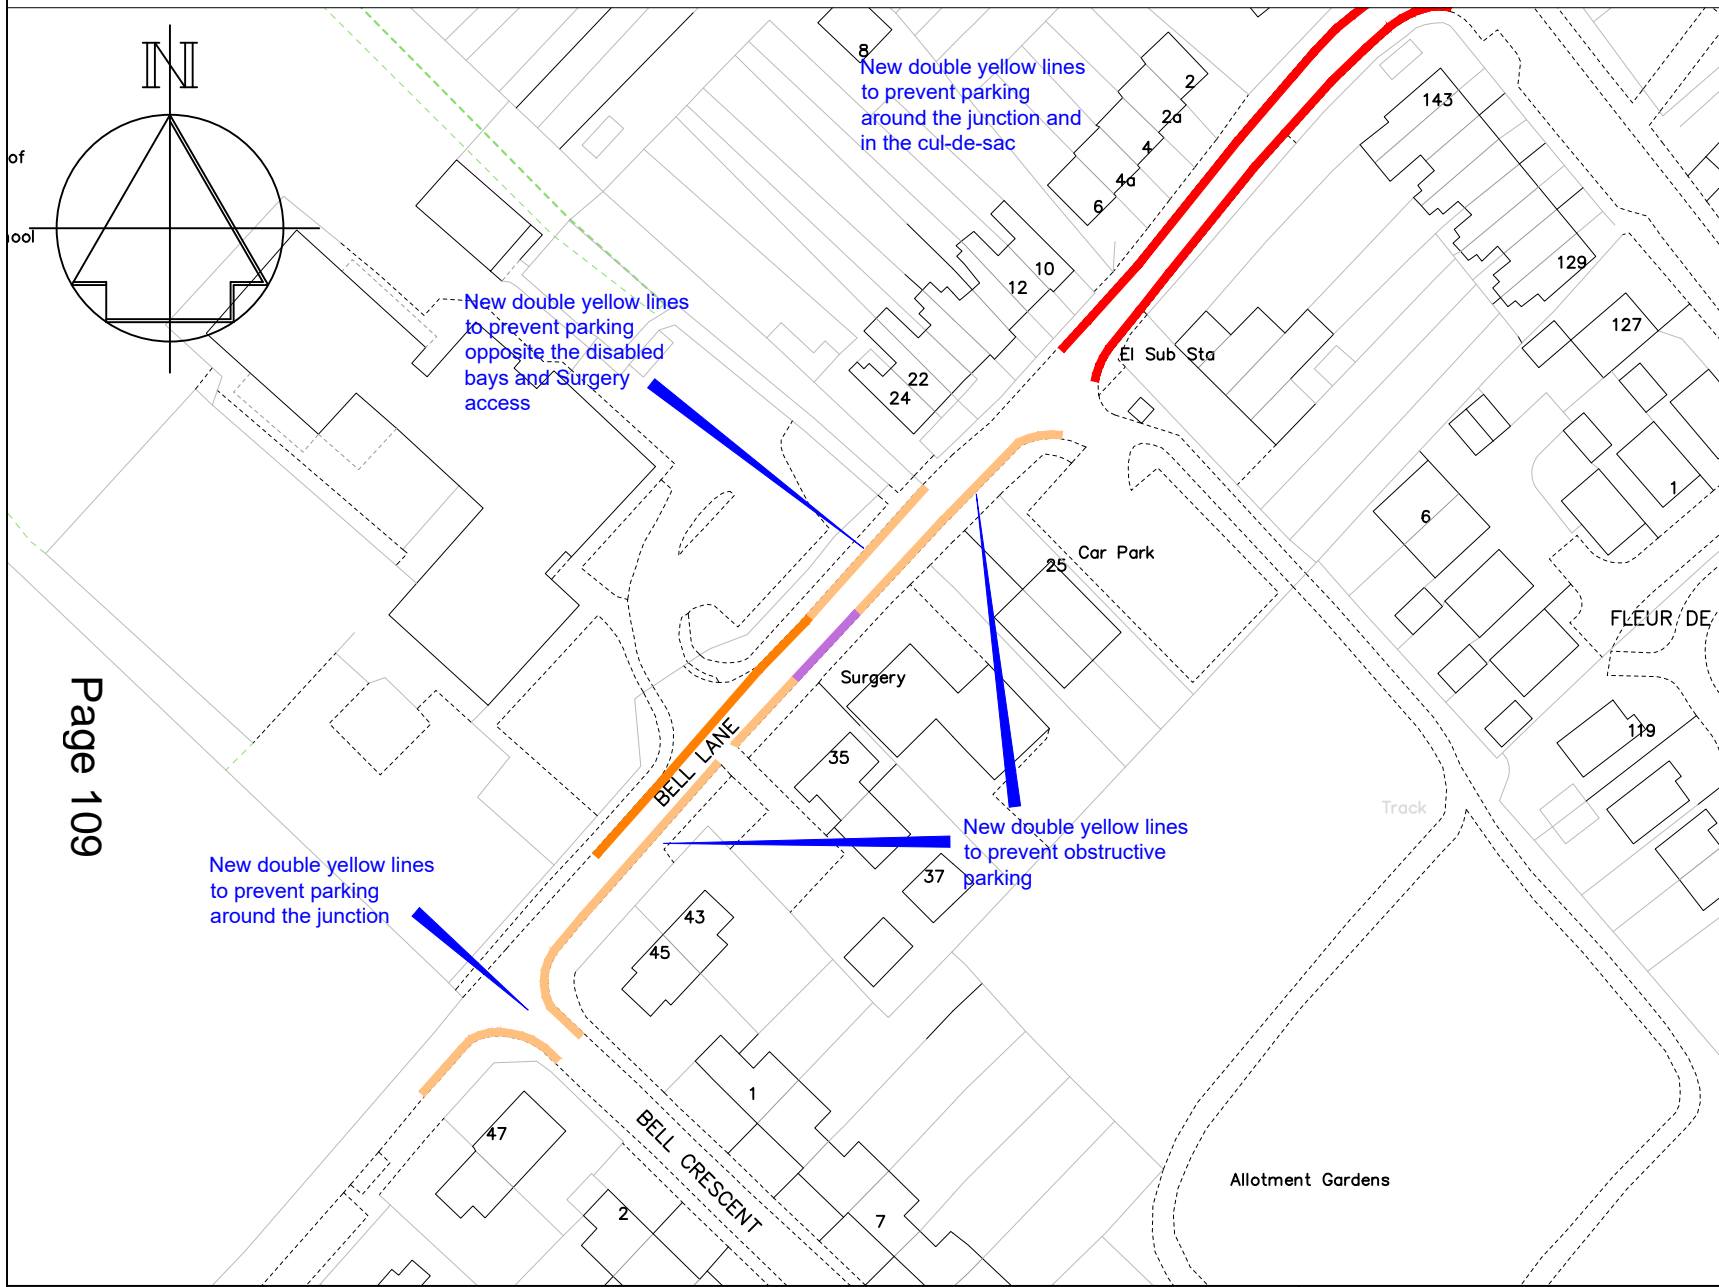 N
of
ool
8
New double yellow lines
to prevent parking
around the junction and
in the cul-de-sac
2
2a
4
4a
6
143
129
127
10
12
22
24
El Sub Sta
New double yellow lines
to prevent parking
opposite the disabled
bays and Surgery
access
6
1
25
Car Park
FLEUR DE
Surgery
BELL LANE
35
119
Track
New double yellow lines
to prevent obstructive
parking
37
Page 109
New double yellow lines
to prevent parking
around the junction
43
45
1
47
BELL CRESCENT
2
7
Allotment Gardens